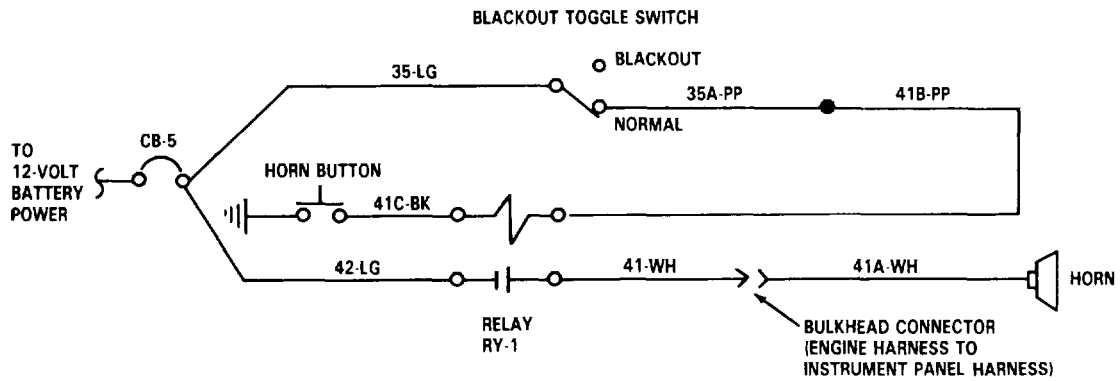 BLACKOUT TOGGLE SWITCH
BLACKOUT
35-LG
35A-PP
41B-PP
NORMAL
CB-5
TO
12-VOLT
BATTERY
POWER
HORN BUTTON
41C-BK
42-LG
41-WH
41A-WH
HORN
RELAY
RY-1
BULKHEAD CONNECTOR
(ENGINE HARNESS TO
INSTRUMENT PANEL HARNESS)